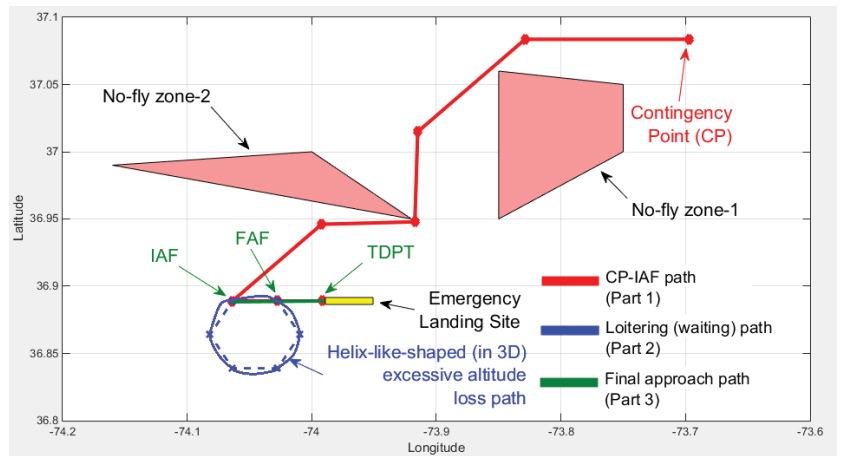 37.1
37.05
37
36.95
36.9
36.85
36.8
Latitude
-74.2
-74.1
-74
-73.9
-73.8
-73.7
-73.6
Longitude
No-fly zone-2
Contingency
Point (CP)
No-fly zone-1
IAF
FAF
TDPT
Emergency
Landing Site
Helix-like-shaped (in 3D)
excessive altitude
loss path
CP-IAF path
(Part 1)
Loitering (waiting) path
(Part 2)
Final approach path
(Part 3)